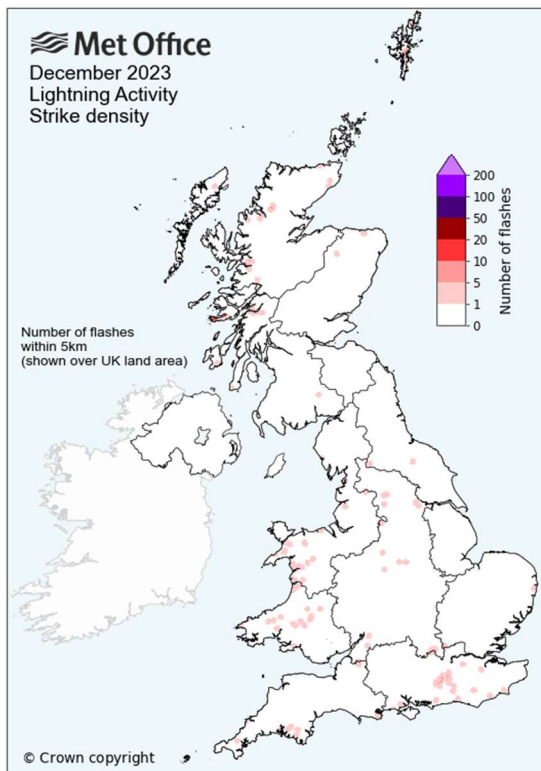 Met Office
December 2023
Lightning Activity
Strike density
200
100
50
20
10
5
1
0
Number of flashes
Number of flashes
within 5km
(shown over UK land area)
© Crown copyright